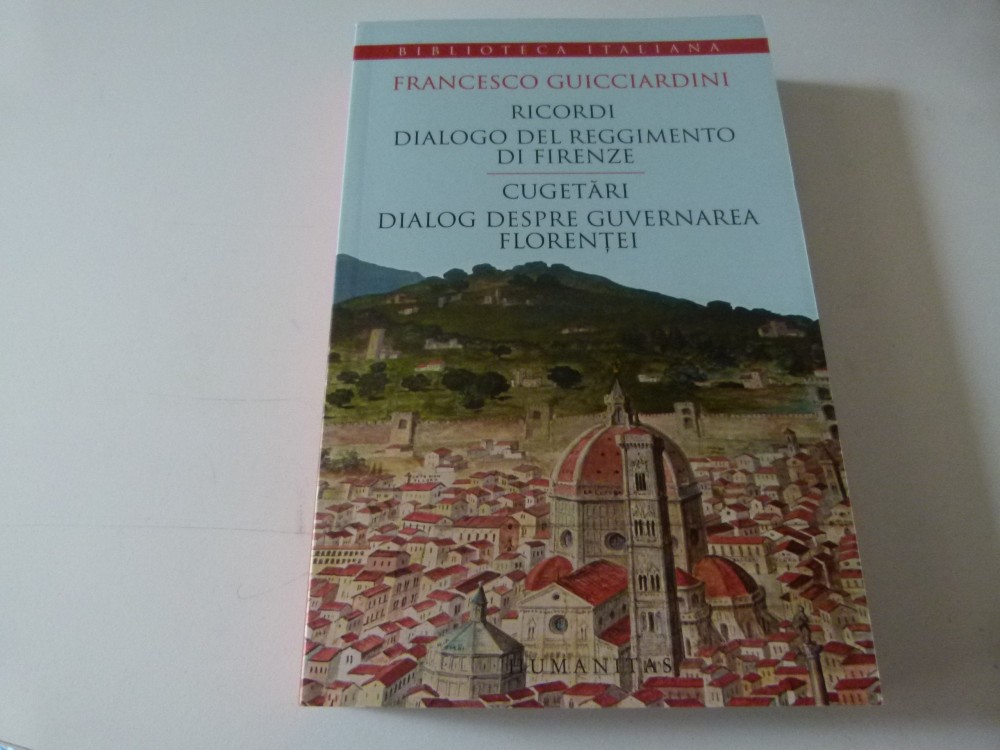 BIBLIOTECA ITALIANA
FRANCESCO GUICCIARDINI
RICORDI
DIALOGO DEL REGGIMENTO
DI FIRENZE
CUGETĂRI
DIALOG DESPRE GUVERNAREA
FLORENȚEI
HUMANITAS